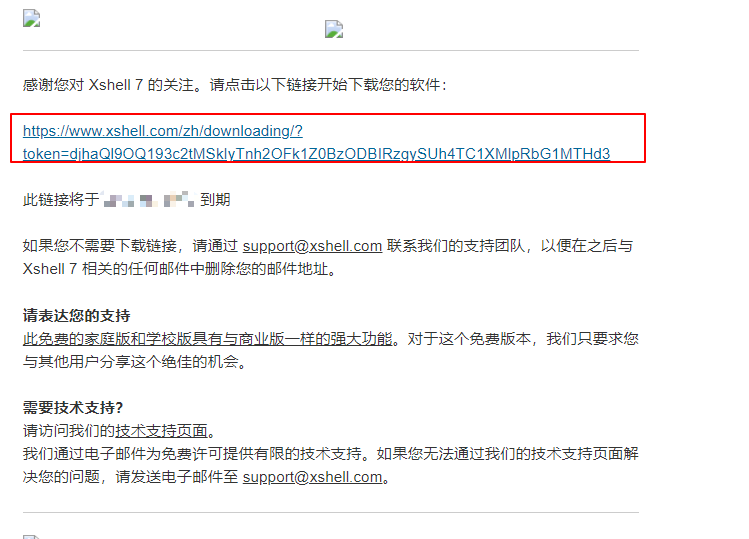 感谢您对 Xshell 7 的关注。请点击以下链接开始下载您的软件：
https://www.xshell.com/zh/downloading/?
token=djhaQl9OQ193c2tMSklyTnh2OFk1Z0BzODBIRzgySUh4TC1XMlpRbG1MTHd3
此链接将于 到期
如果您不需要下载链接，请通过 support@xshell.com 联系我们的支持团队，以便在之后与
Xshell 7 相关的任何邮件中删除您的邮件地址。
请表达您的支持
此免费的家庭版和学校版具有与商业版一样的强大功能。对于这个免费版本，我们只要求您
与其他用户分享这个绝佳的机会。
需要技术支持？
请访问我们的技术支持页面。
我们通过电子邮件为免费许可提供有限的技术支持。如果您无法通过我们的技术支持页面解
决您的问题，请发送电子邮件至 support@xshell.com。